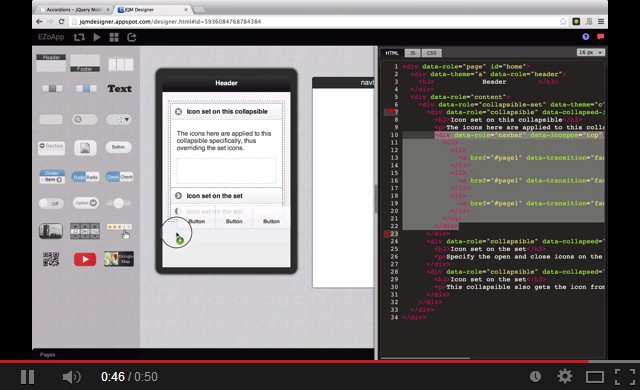 Accordions – jQuery Mob
JQM Designer
jqmdesigner.appspot.com/designer.html#id=5936084768784384
EZoApp
HTML JS CSS
16 px
Header
Footer
Text
Section
Button
Divider
Item
Radio Radio
Check Check
Off
Option
Google Map
Pages
Header
Icon set on this collapsible
The icons here are applied to this
collapsible specifically, thus
overriding the set icons.
Icon set on the set
Icon set on the set
Button Button Button
navi
1 <div data-role="page" id="home">
2 <div data-theme="a" data-role="header">
3 <h3> Header </h3>
4 </div>
5 <div data-role="content">
6 <div data-role="collapsible-set" data-theme="c"
7 <div data-role="collapsible" data-collapsed-i
8 <h3>Icon set on this collapsible</h3>
9 <p>The icons here are applied to this colla
10 <div data-role="navbar" data-iconpos="top"
11 <ul>
12 <li>
13 <a href="#page1" data-transition="fad
14 </li>
15 <li>
16 <a href="#page1" data-transition="fad
17 </li>
18 <li>
19 <a href="#page1" data-transition="fad
20 </li>
21 </ul>
22 </div>
23 </div>
24 <div data-role="collapsible" data-collapsed="
25 <h3>Icon set on the set</h3>
26 <p>Specify the open and close icons on the
27 </div>
28 <div data-role="collapsible" data-collapsed="
29 <h3>Icon set on the set</h3>
30 <p>This collapsible also gets the icon from
31 </div>
32 </div>
33 </div>
34 </div>
0:46 / 0:50